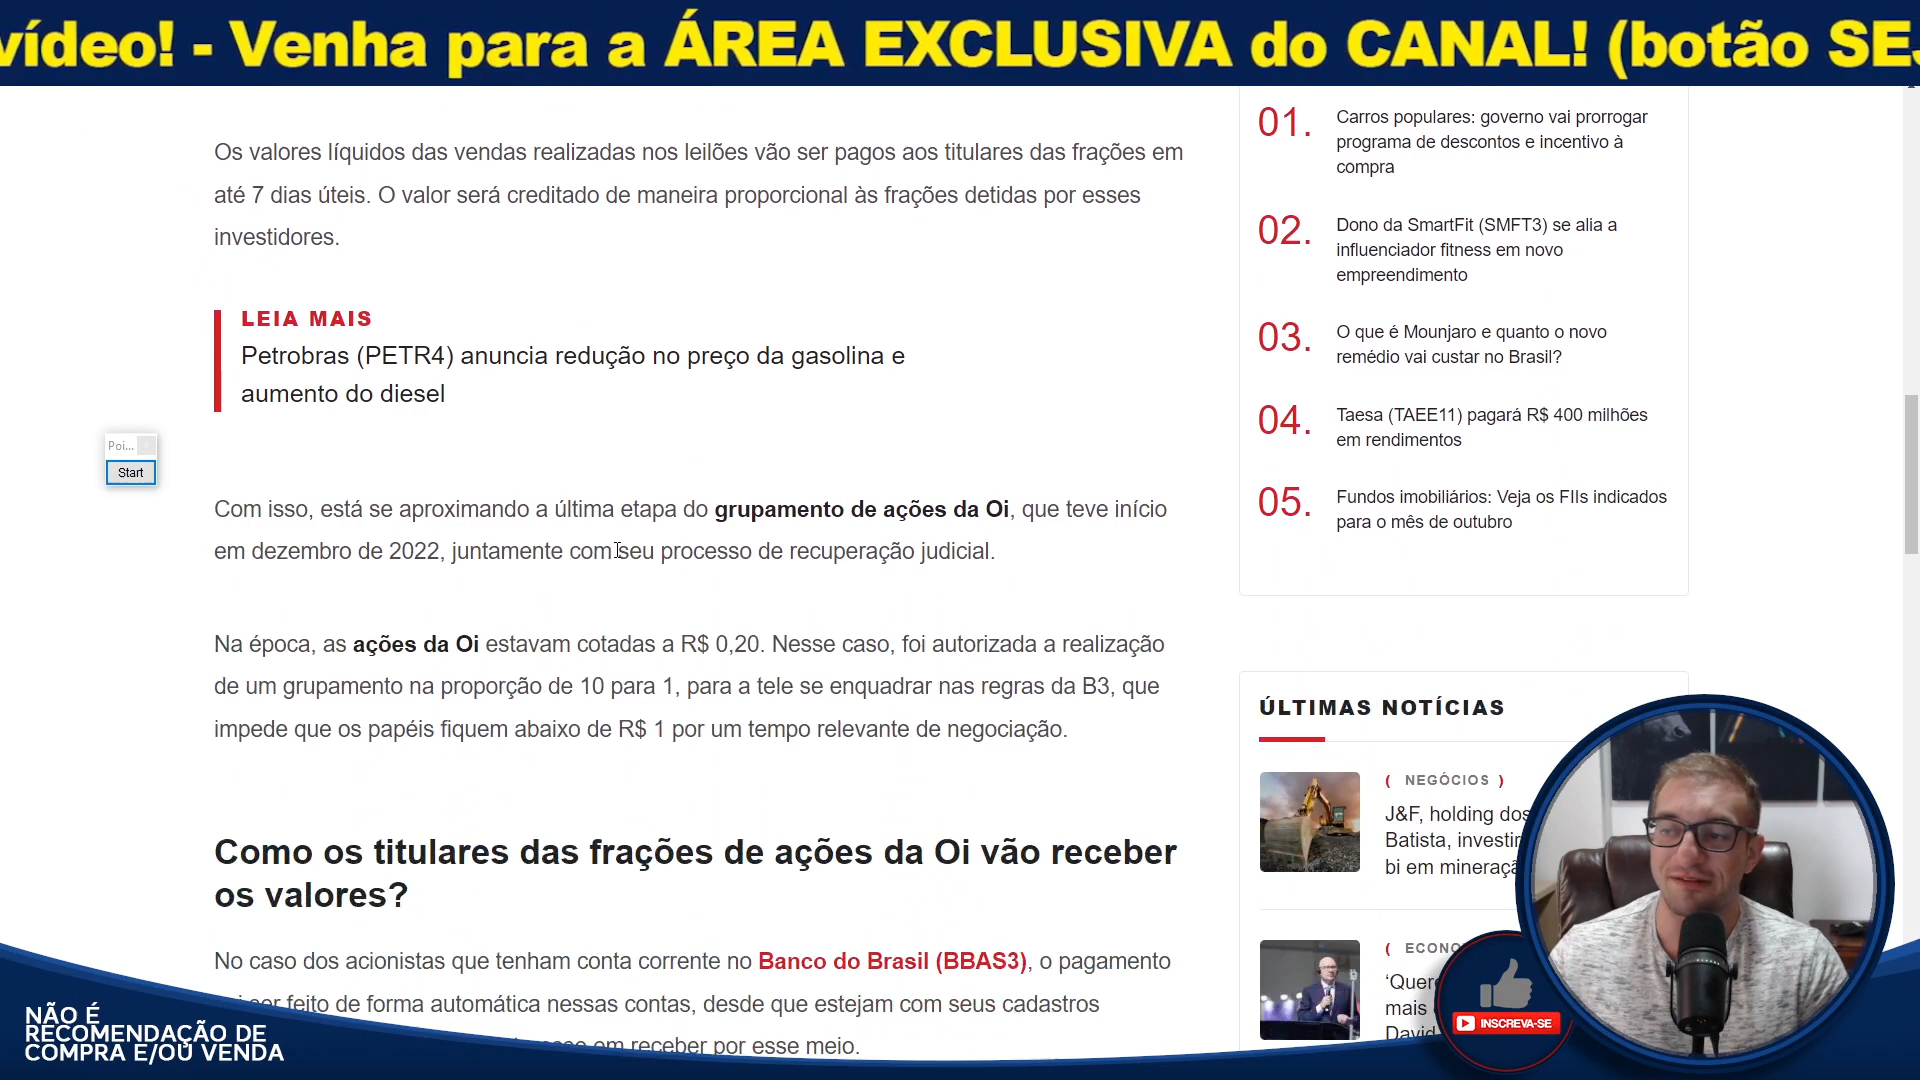 vídeo! - Venha para a ÁREA EXCLUSIVA do CANAL! (botão SEJ
Os valores líquidos das vendas realizadas nos leilões vão ser pagos aos titulares das frações em
até 7 dias úteis. O valor será creditado de maneira proporcional às frações detidas por esses
investidores.
LEIA MAIS
Petrobras (PETR4) anuncia redução no preço da gasolina e
aumento do diesel
Poi...
Start
Com isso, está se aproximando a última etapa do grupamento de ações da Oi, que teve início
em dezembro de 2022, juntamente com seu processo de recuperação judicial.
Na época, as ações da Oi estavam cotadas a R$ 0,20. Nesse caso, foi autorizada a realização
de um grupamento na proporção de 10 para 1, para a tele se enquadrar nas regras da B3, que
impede que os papéis fiquem abaixo de R$ 1 por um tempo relevante de negociação.
Como os titulares das frações de ações da Oi vão receber
os valores?
No caso dos acionistas que tenham conta corrente no Banco do Brasil (BBAS3), o pagamento
ser feito de forma automática nessas contas, desde que estejam com seus cadastros
em receber por esse meio.
01.
Carros populares: governo vai prorrogar
programa de descontos e incentivo à
compra
02.
Dono da SmartFit (SMFT3) se alia a
influenciador fitness em novo
empreendimento
03.
O que é Mounjaro e quanto o novo
remédio vai custar no Brasil?
04.
Taesa (TAEE11) pagará R$ 400 milhões
em rendimentos
05.
Fundos imobiliários: Veja os FIIs indicados
para o mês de outubro
ÚLTIMAS NOTÍCIAS
( NEGÓCIOS )
J&F, holding dos
Batista, investir
bi em mineraçã
( ECONO
‘Quer
mais
David
INSCREVA-SE
NÃO É
RECOMENDAÇÃO DE
COMPRA E/OU VENDA